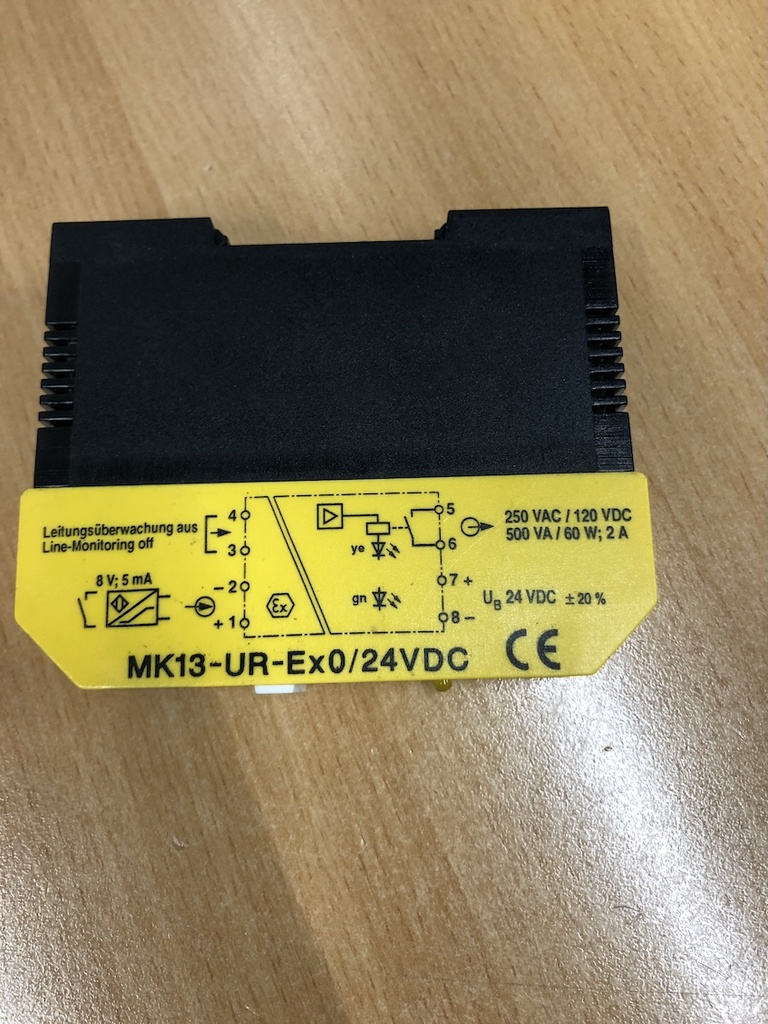 Leitungsüberwachung aus
Line-Monitoring off
4
3
8 V; 5 mA
– 2
+ 1
Ex
ye
gn
5
6
7 +
8 –
250 VAC / 120 VDC
500 VA / 60 W; 2 A
UB 24 VDC ± 20 %
MK13-UR-Ex0/24VDC CE